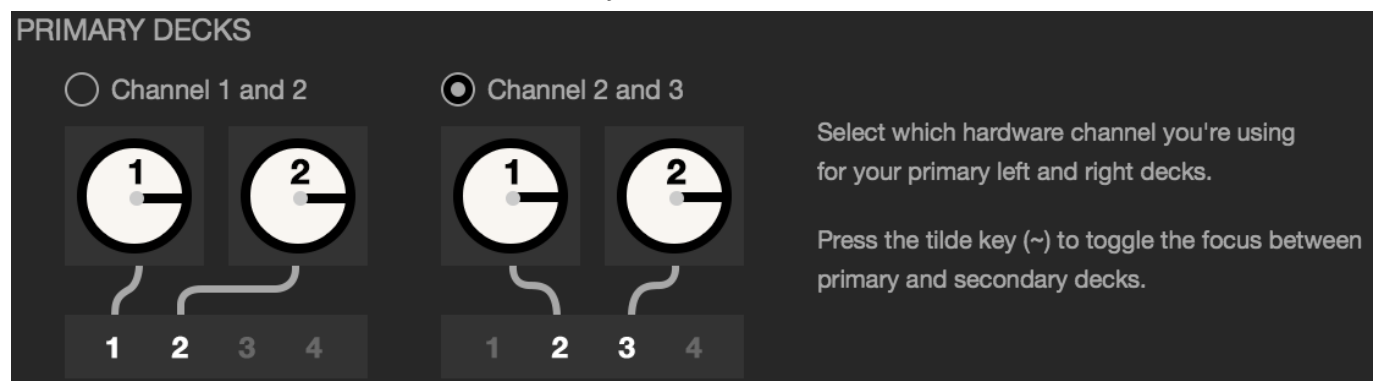 PRIMARY DECKS
Channel 1 and 2
Channel 2 and 3
1 2
1 2
1 2 3 4
1 2 3 4
Select which hardware channel you're using
for your primary left and right decks.
Press the tilde key (~) to toggle the focus between
primary and secondary decks.